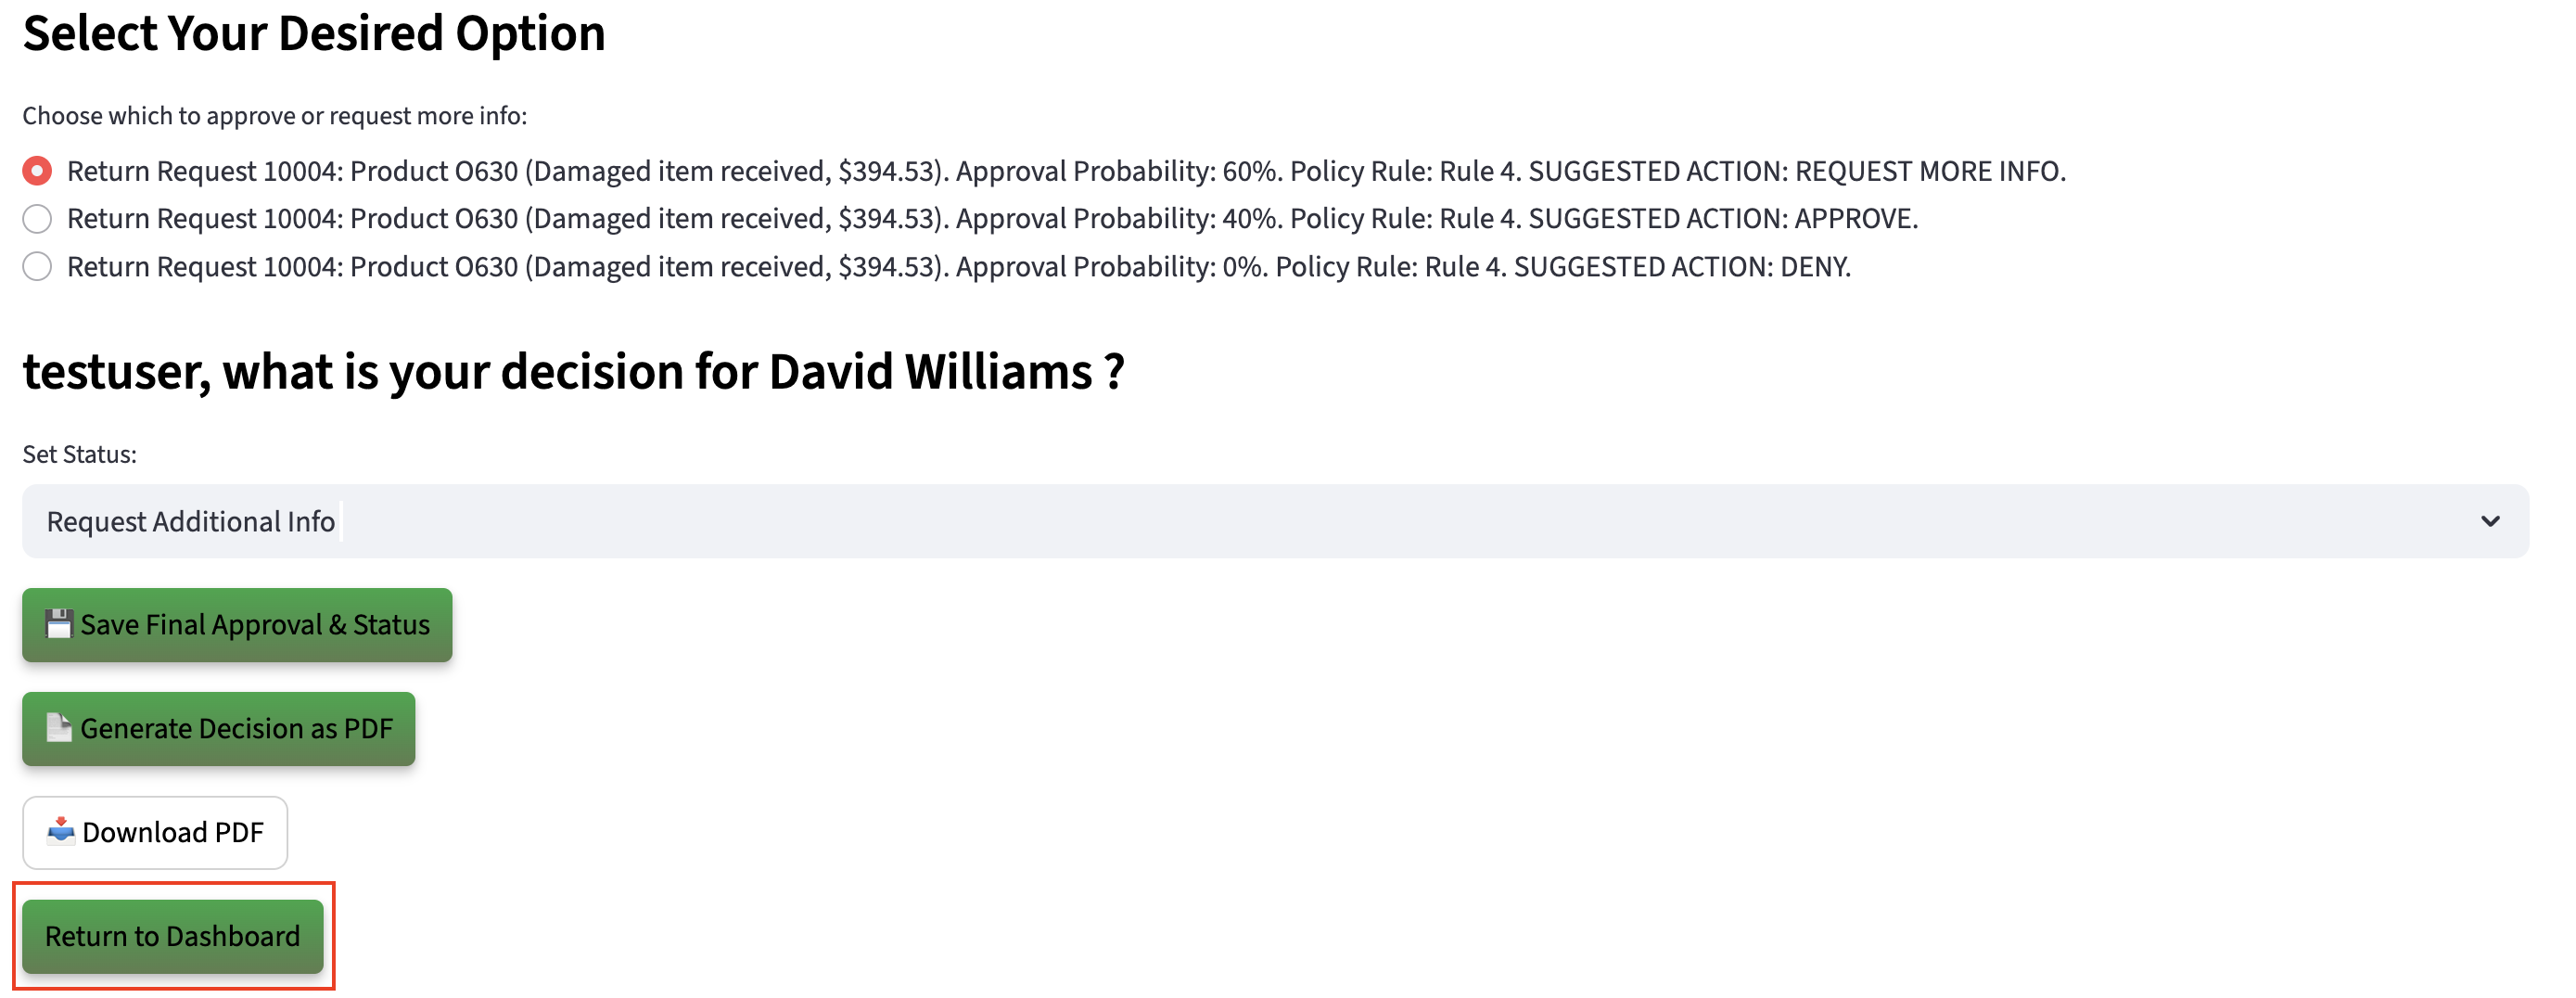 Select Your Desired Option
Choose which to approve or request more info:
Return Request 10004: Product O630 (Damaged item received, $394.53). Approval Probability: 60%. Policy Rule: Rule 4. SUGGESTED ACTION: REQUEST MORE INFO.
Return Request 10004: Product O630 (Damaged item received, $394.53). Approval Probability: 40%. Policy Rule: Rule 4. SUGGESTED ACTION: APPROVE.
Return Request 10004: Product O630 (Damaged item received, $394.53). Approval Probability: 0%. Policy Rule: Rule 4. SUGGESTED ACTION: DENY.
testuser, what is your decision for David Williams ?
Set Status:
Request Additional Info
Save Final Approval & Status
Generate Decision as PDF
Download PDF
Return to Dashboard